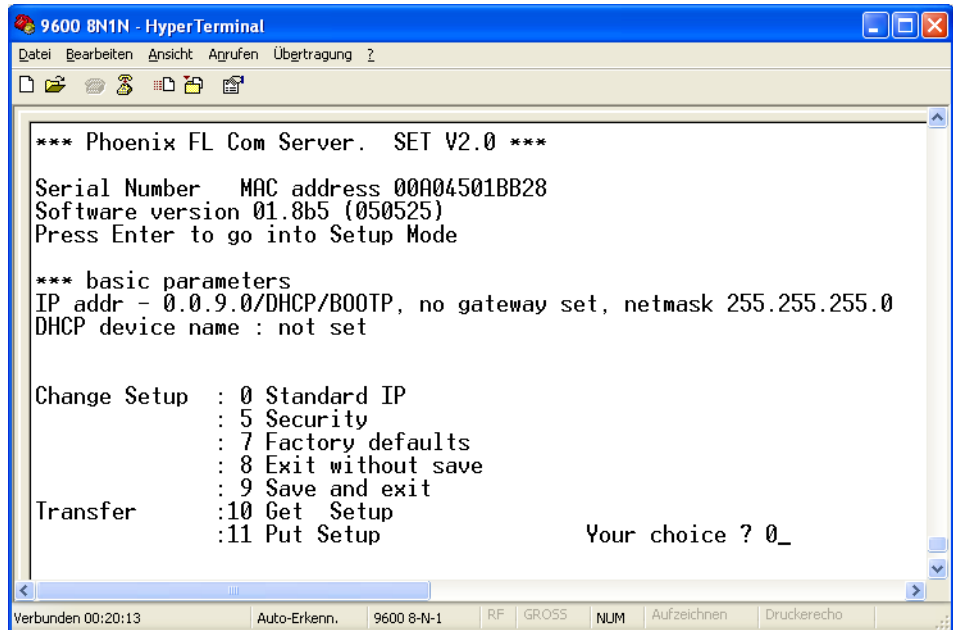 9600 8N1N - HyperTerminal
Datei Bearbeiten Ansicht Anrufen Übertragung ?
*** Phoenix FL Com Server. SET V2.0 ***
Serial Number MAC address 00A04501BB28
Software version 01.8b5 (050525)
Press Enter to go into Setup Mode
*** basic parameters
IP addr - 0.0.9.0/DHCP/BOOTP, no gateway set, netmask 255.255.255.0
DHCP device name : not set
Change Setup : 0 Standard IP
: 5 Security
: 7 Factory defaults
: 8 Exit without save
: 9 Save and exit
Transfer :10 Get Setup
:11 Put Setup Your choice ? 0_
Verbunden 00:20:13 Auto-Erkenn. 9600 8-N-1 RF GROSS NUM Aufzeichnen Druckerecho